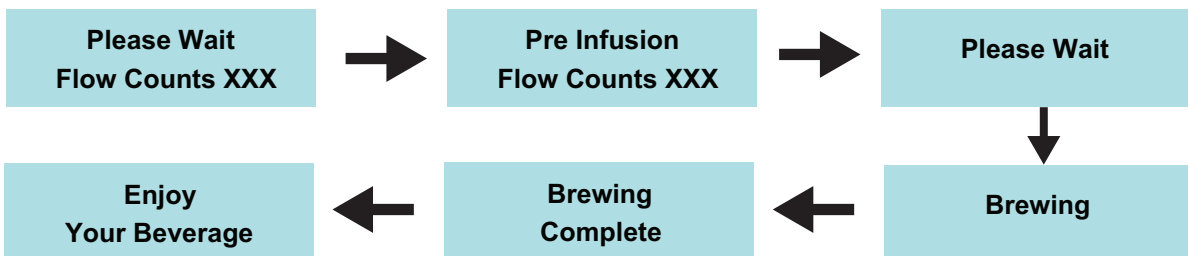 Please Wait
Flow Counts XXX
Pre Infusion
Flow Counts XXX
Please Wait
Brewing
Brewing
Complete
Enjoy
Your Beverage